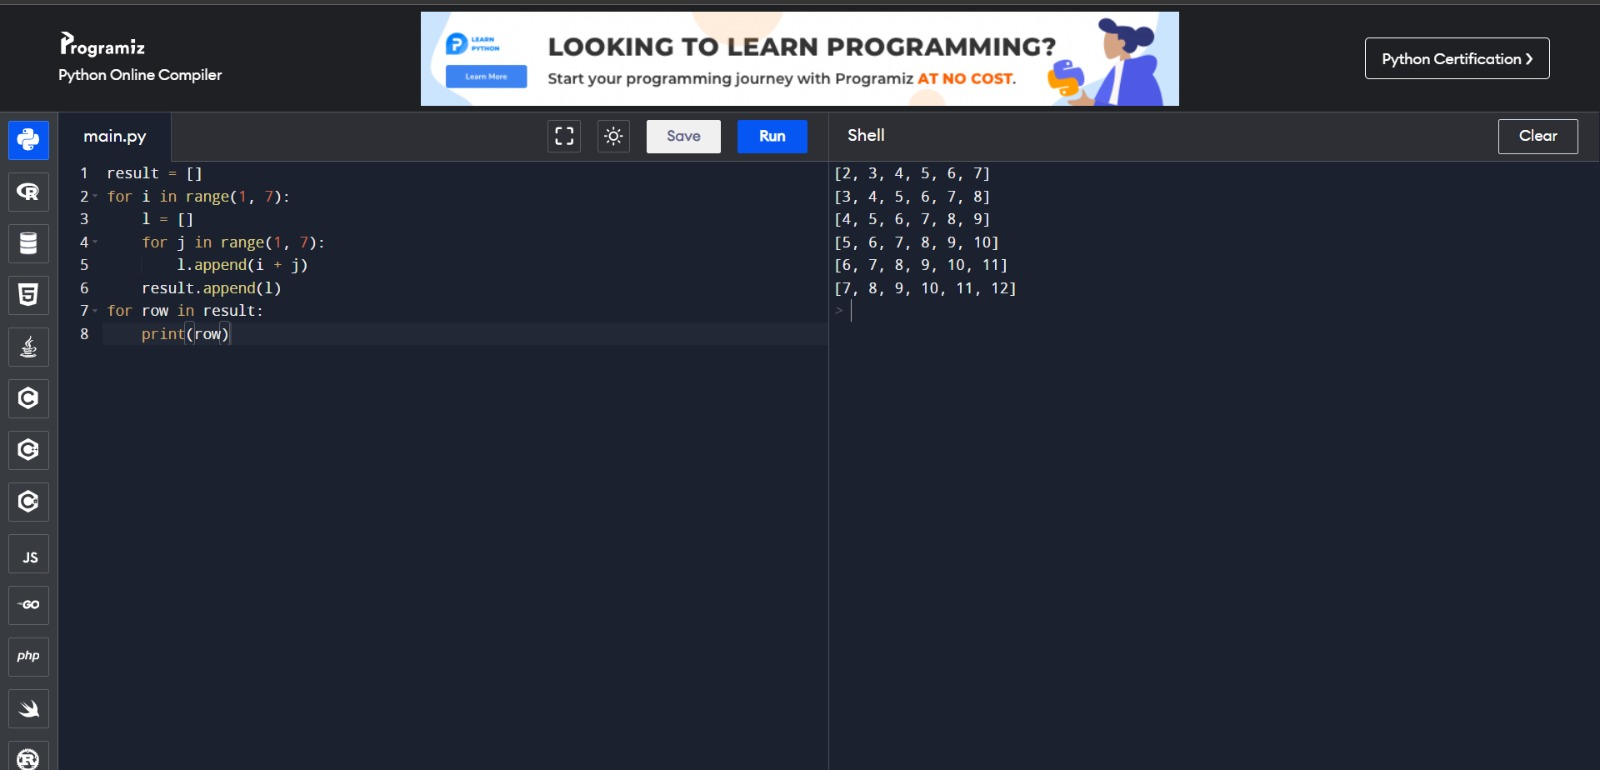 Programiz
Python Online Compiler
LEARN
PYTHON
Learn More
LOOKING TO LEARN PROGRAMMING?
Start your programming journey with Programiz AT NO COST.
Python Certification
main.py
Save
Run
Shell
Clear
1 result = []
2 for i in range(1, 7):
3     l = []
4     for j in range(1, 7):
5         l.append(i + j)
6     result.append(l)
7 for row in result:
8     print(row)
[2, 3, 4, 5, 6, 7]
[3, 4, 5, 6, 7, 8]
[4, 5, 6, 7, 8, 9]
[5, 6, 7, 8, 9, 10]
[6, 7, 8, 9, 10, 11]
[7, 8, 9, 10, 11, 12]
>
R
5
C
C
C
JS
GO
php
R